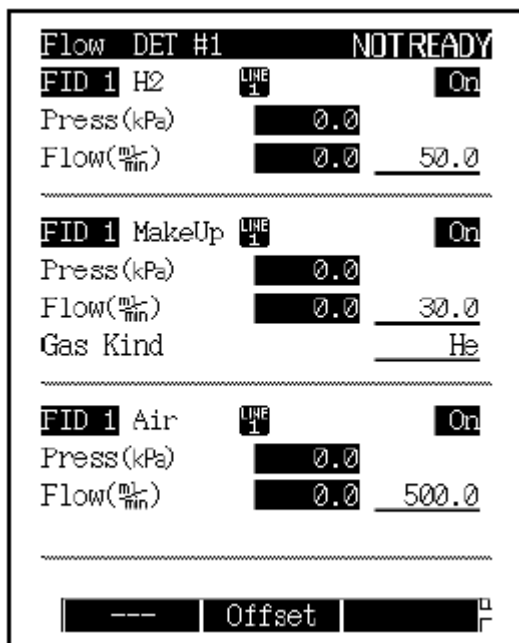 Flow DET #1 NOT READY
FID 1 H2 LINE 1 On
Press(kPa) 0.0
Flow(ml/min) 0.0 50.0
FID 1 MakeUp LINE 1 On
Press(kPa) 0.0
Flow(ml/min) 0.0 30.0
Gas Kind He
FID 1 Air LINE 1 On
Press(kPa) 0.0
Flow(ml/min) 0.0 500.0
--- Offset